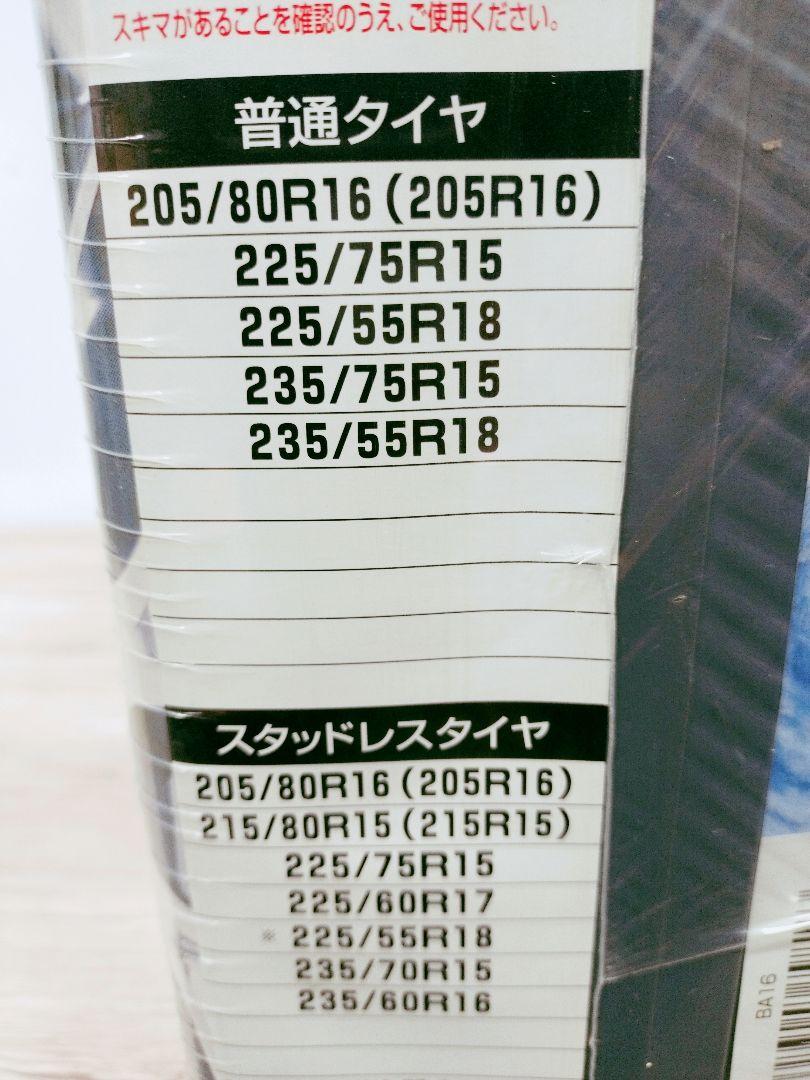 スキマがあることを確認のうえ、ご使用ください。
普通タイヤ
205/80R16(205R16)
225/75R15
225/55R18
235/75R15
235/55R18
スタッドレスタイヤ
205/80R16(205R16)
215/80R15(215R15)
225/75R15
225/60R17
※ 225/55R18
235/70R15
235/60R16
BA16